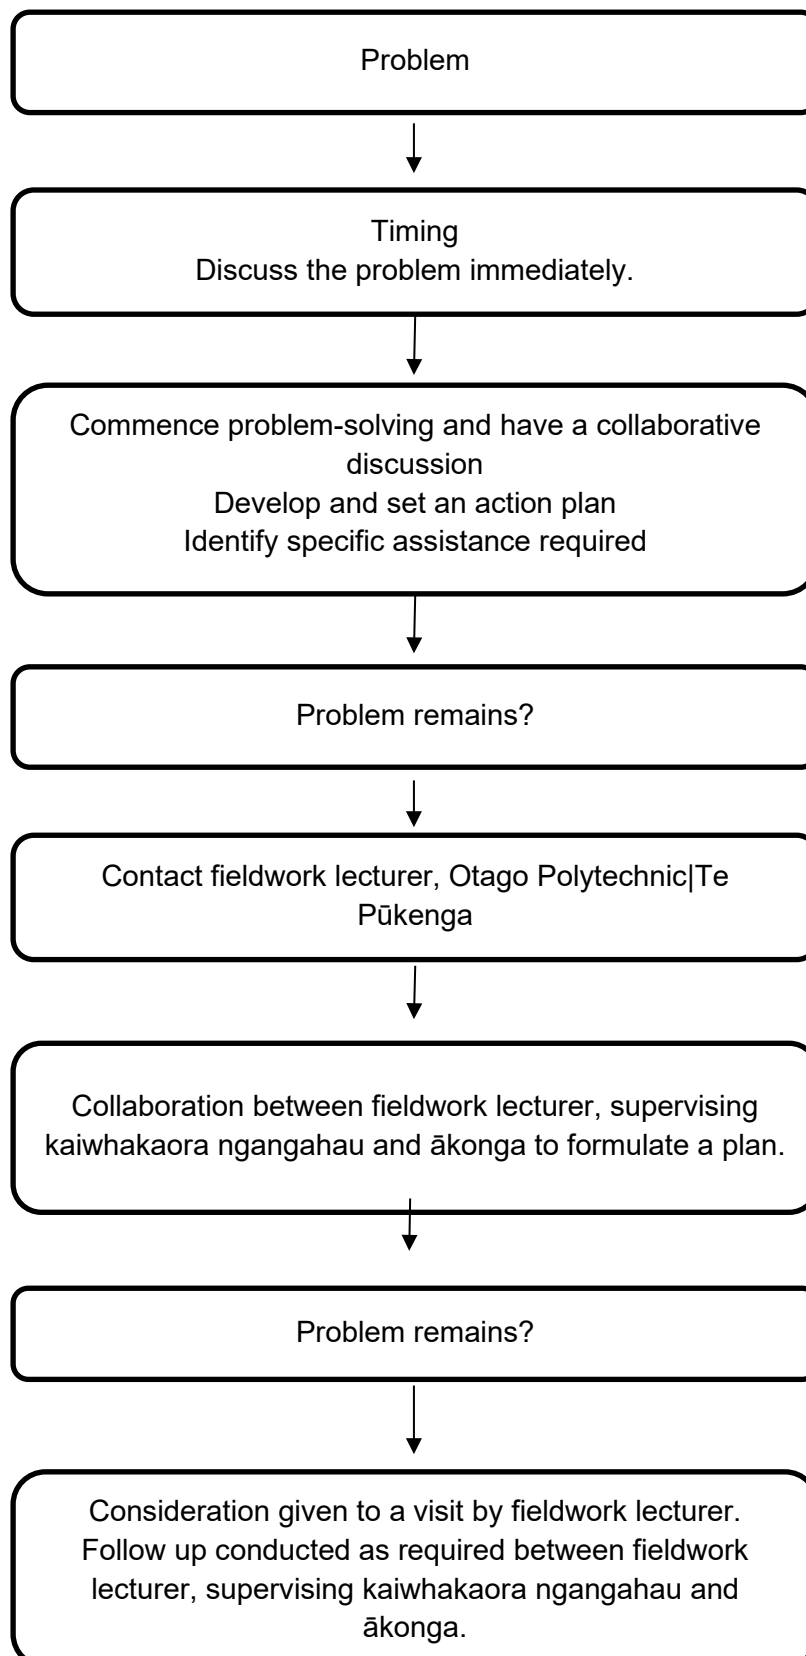 Problem
Timing
Discuss the problem immediately.
Commence problem-solving and have a collaborative
discussion
Develop and set an action plan
Identify specific assistance required
Problem remains?
Contact fieldwork lecturer, Otago Polytechnic|Te
Pūkenga
Collaboration between fieldwork lecturer, supervising
kaiwhakaora ngangahau and ākonga to formulate a plan.
Problem remains?
Consideration given to a visit by fieldwork lecturer.
Follow up conducted as required between fieldwork
lecturer, supervising kaiwhakaora ngangahau and
ākonga.